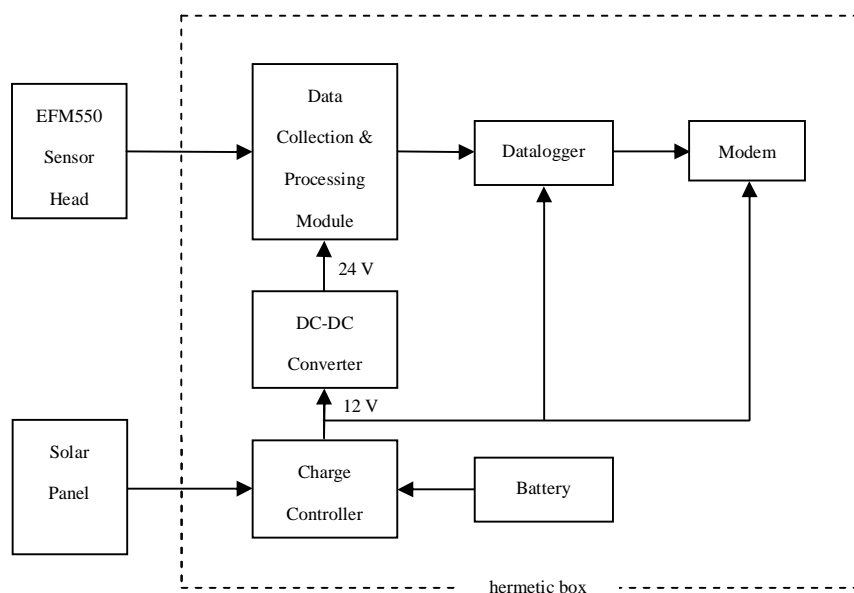 EFM550
Sensor
Head
Data
Collection &
Processing
Module
Datalogger
Modem
24 V
DC-DC
Converter
12 V
Solar
Panel
Charge
Controller
Battery
hermetic box